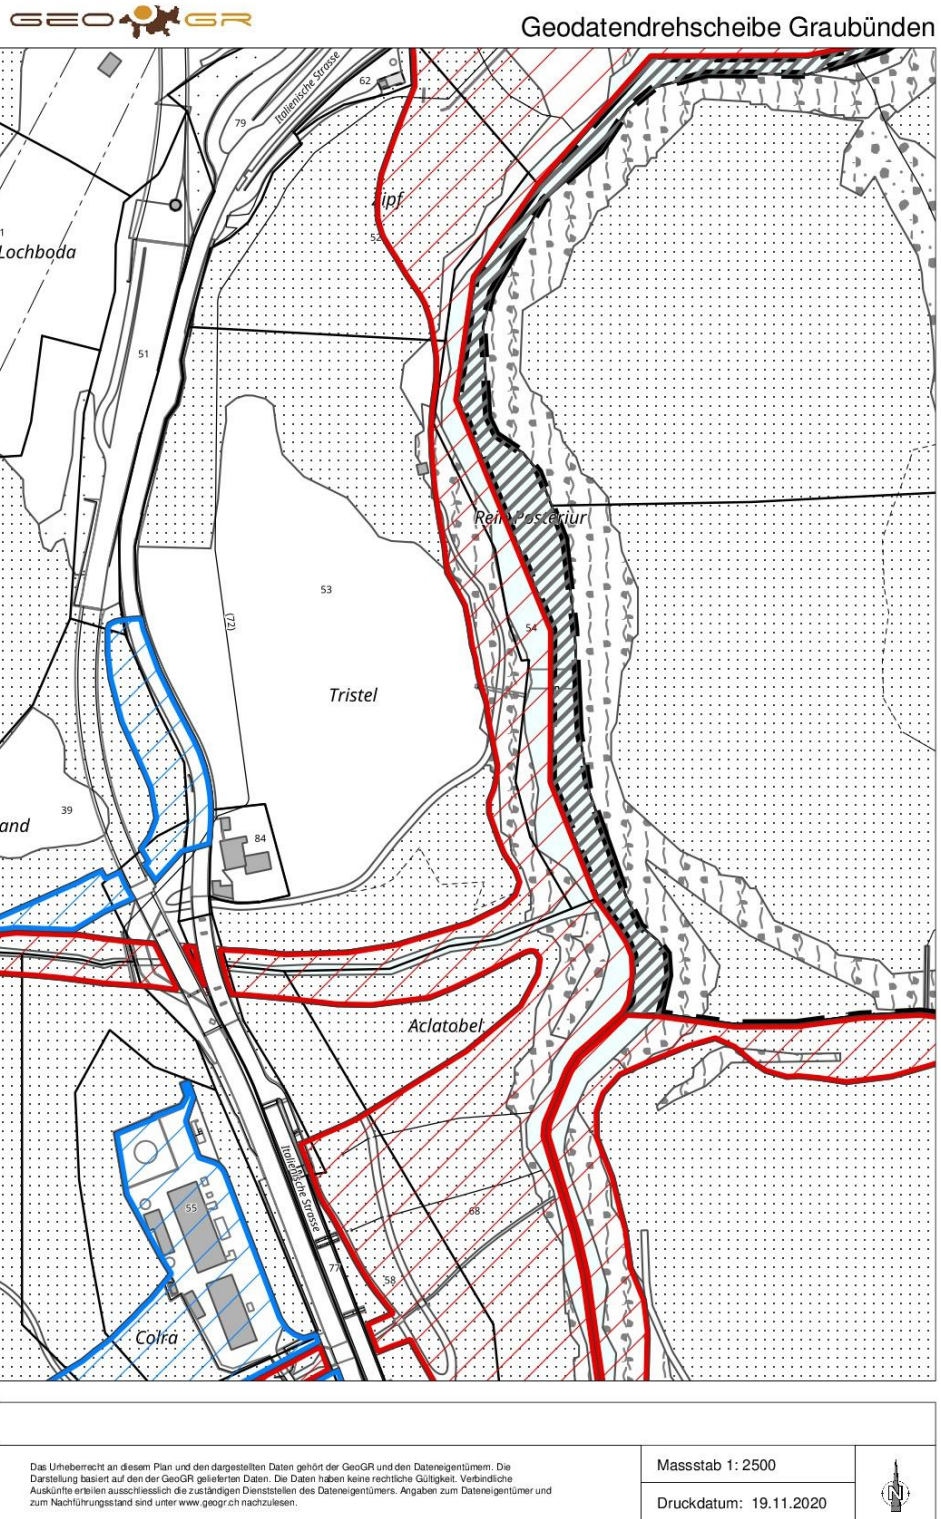 GEOGR
Geodatendrehscheibe Graubünden
62
Italienische Strasse
79
Zipf
52
1
Lochboda
51
Rein Posteriur
53
(72)
54
Tristel
39
84
and
Aclatobel
Italienische Strasse
55
68
77
58
Colra
Das Urheberrecht an diesem Plan und den dargestellten Daten gehört der GeoGR und den Dateneigentümern. Die
Darstellung basiert auf den der GeoGR gelieferten Daten. Die Daten haben keine rechtliche Gültigkeit. Verbindliche
Auskünfte erteilen ausschliesslich die zuständigen Dienststellen des Dateneigentümers. Angaben zum Dateneigentümer und
zum Nachführungsstand sind unter www.geogr.ch nachzulesen.
Massstab 1: 2500
Druckdatum: 19.11.2020
N